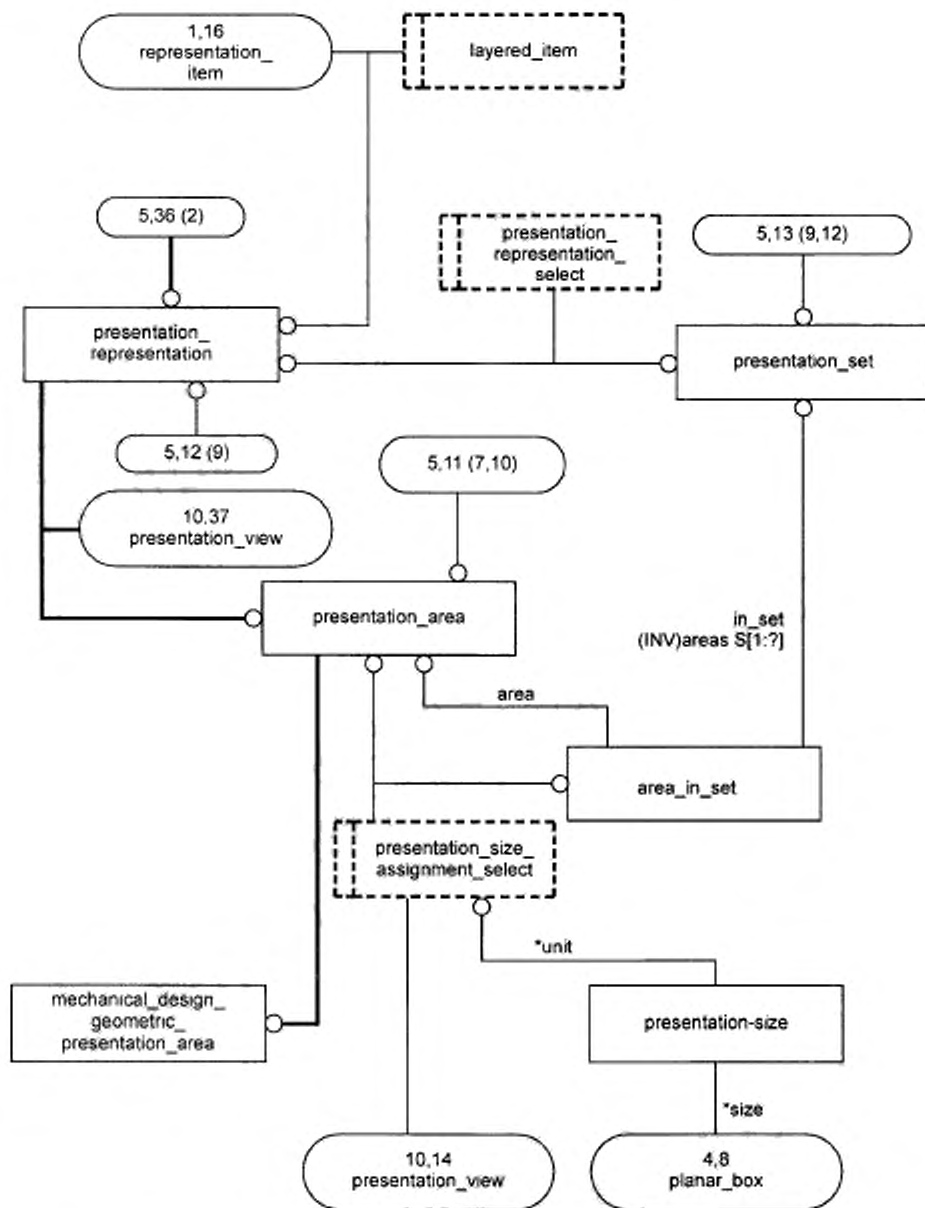 1,16
representation_
item
layered_item
5,36 (2)
presentation_
representation_
select
5,13 (9,12)
presentation_
representation
presentation_set
5,12 (9)
5,11 (7,10)
10,37
presentation_view
presentation_area
in_set
(INV)areas S[1:?]
area
area_in_set
presentation_size_
assignment_select
*unit
mechanical_design_
geometric_
presentation_area
presentation-size
*size
10,14
presentation_view
4,8
planar_box